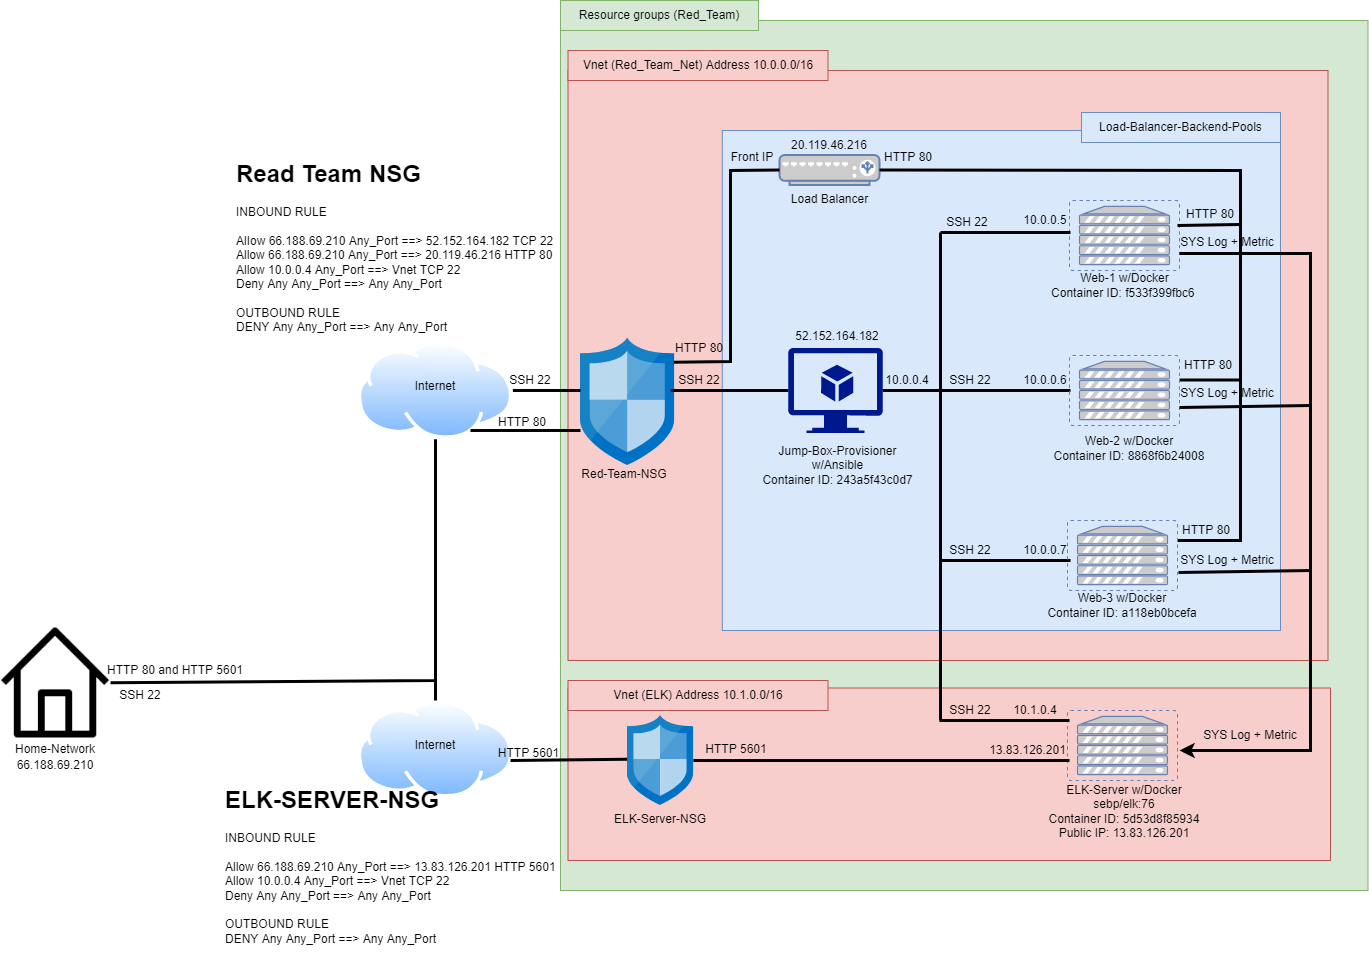 Resource groups (Red_Team)
Vnet (Red_Team_Net) Address 10.0.0.0/16
Load-Balancer-Backend-Pools
20.119.46.216
Front IP
HTTP 80
Load Balancer
Read Team NSG
INBOUND RULE
Allow 66.188.69.210 Any_Port ==> 52.152.164.182 TCP 22
Allow 66.188.69.210 Any_Port ==> 20.119.46.216 HTTP 80
Allow 10.0.0.4 Any_Port ==> Vnet TCP 22
Deny Any Any_Port ==> Any Any_Port
OUTBOUND RULE
DENY Any Any_Port ==> Any Any_Port
SSH 22
10.0.0.5
HTTP 80
SYS Log + Metric
Web-1 w/Docker
Container ID: f533f399fbc6
Internet
SSH 22
HTTP 80
HTTP 80
SSH 22
Red-Team-NSG
52.152.164.182
10.0.0.4
Jump-Box-Provisioner
w/Ansible
Container ID: 243a5f43c0d7
SSH 22
10.0.0.6
HTTP 80
SYS Log + Metric
Web-2 w/Docker
Container ID: 8868f6b24008
SSH 22
10.0.0.7
HTTP 80
SYS Log + Metric
Web-3 w/Docker
Container ID: a118eb0bcefa
HTTP 80 and HTTP 5601
SSH 22
Home-Network
66.188.69.210
Vnet (ELK) Address 10.1.0.0/16
Internet
HTTP 5601
HTTP 5601
ELK-Server-NSG
SSH 22
10.1.0.4
13.83.126.201
SYS Log + Metric
ELK-Server w/Docker
sebp/elk:76
Container ID: 5d53d8f85934
Public IP: 13.83.126.201
ELK-SERVER-NSG
INBOUND RULE
Allow 66.188.69.210 Any_Port ==> 13.83.126.201 HTTP 5601
Allow 10.0.0.4 Any_Port ==> Vnet TCP 22
Deny Any Any_Port ==> Any Any_Port
OUTBOUND RULE
DENY Any Any_Port ==> Any Any_Port